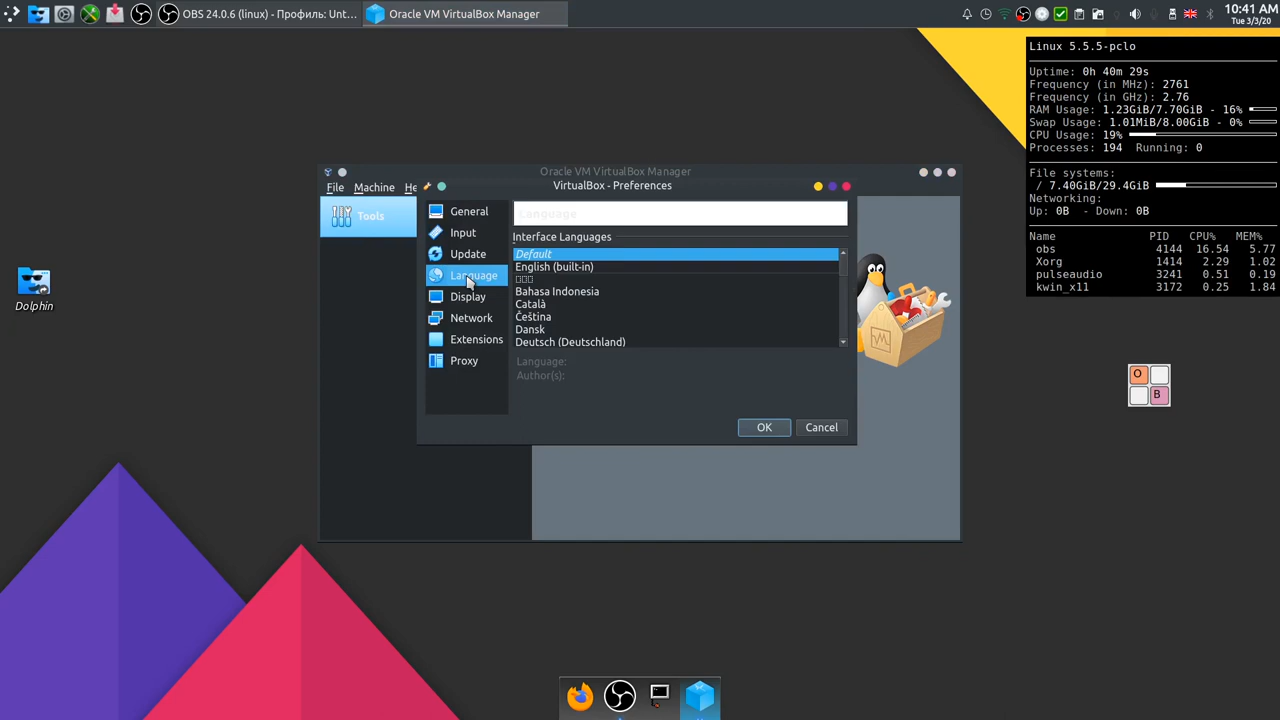 OBS 24.0.6 (linux) - Профиль: Unt...
Oracle VM VirtualBox Manager
10:41 AM
Tue 3/3/20
Linux 5.5.5-pclo
Uptime: 0h 40m 29s
Frequency (in MHz): 2761
Frequency (in GHz): 2.76
RAM Usage: 1.23GiB/7.70GiB - 16%
Swap Usage: 1.01MiB/8.00GiB - 0%
CPU Usage: 19%
Processes: 194 Running: 0
File systems:
/ 7.40GiB/29.4GiB
Networking:
Up: 0B - Down: 0B
Name PID CPU% MEM%
obs 4144 16.54 5.77
Xorg 1414 2.29 1.02
pulseaudio 3241 0.51 0.19
kwin_x11 3172 0.25 1.84
Dolphin
Oracle VM VirtualBox Manager
File Machine He
Tools
VirtualBox - Preferences
General
Input
Update
Language
Display
Network
Extensions
Proxy
Language
Interface Languages
Default
English (built-in)
Bahasa Indonesia
Català
Čeština
Dansk
Deutsch (Deutschland)
Language:
Author(s):
OK Cancel
O
B